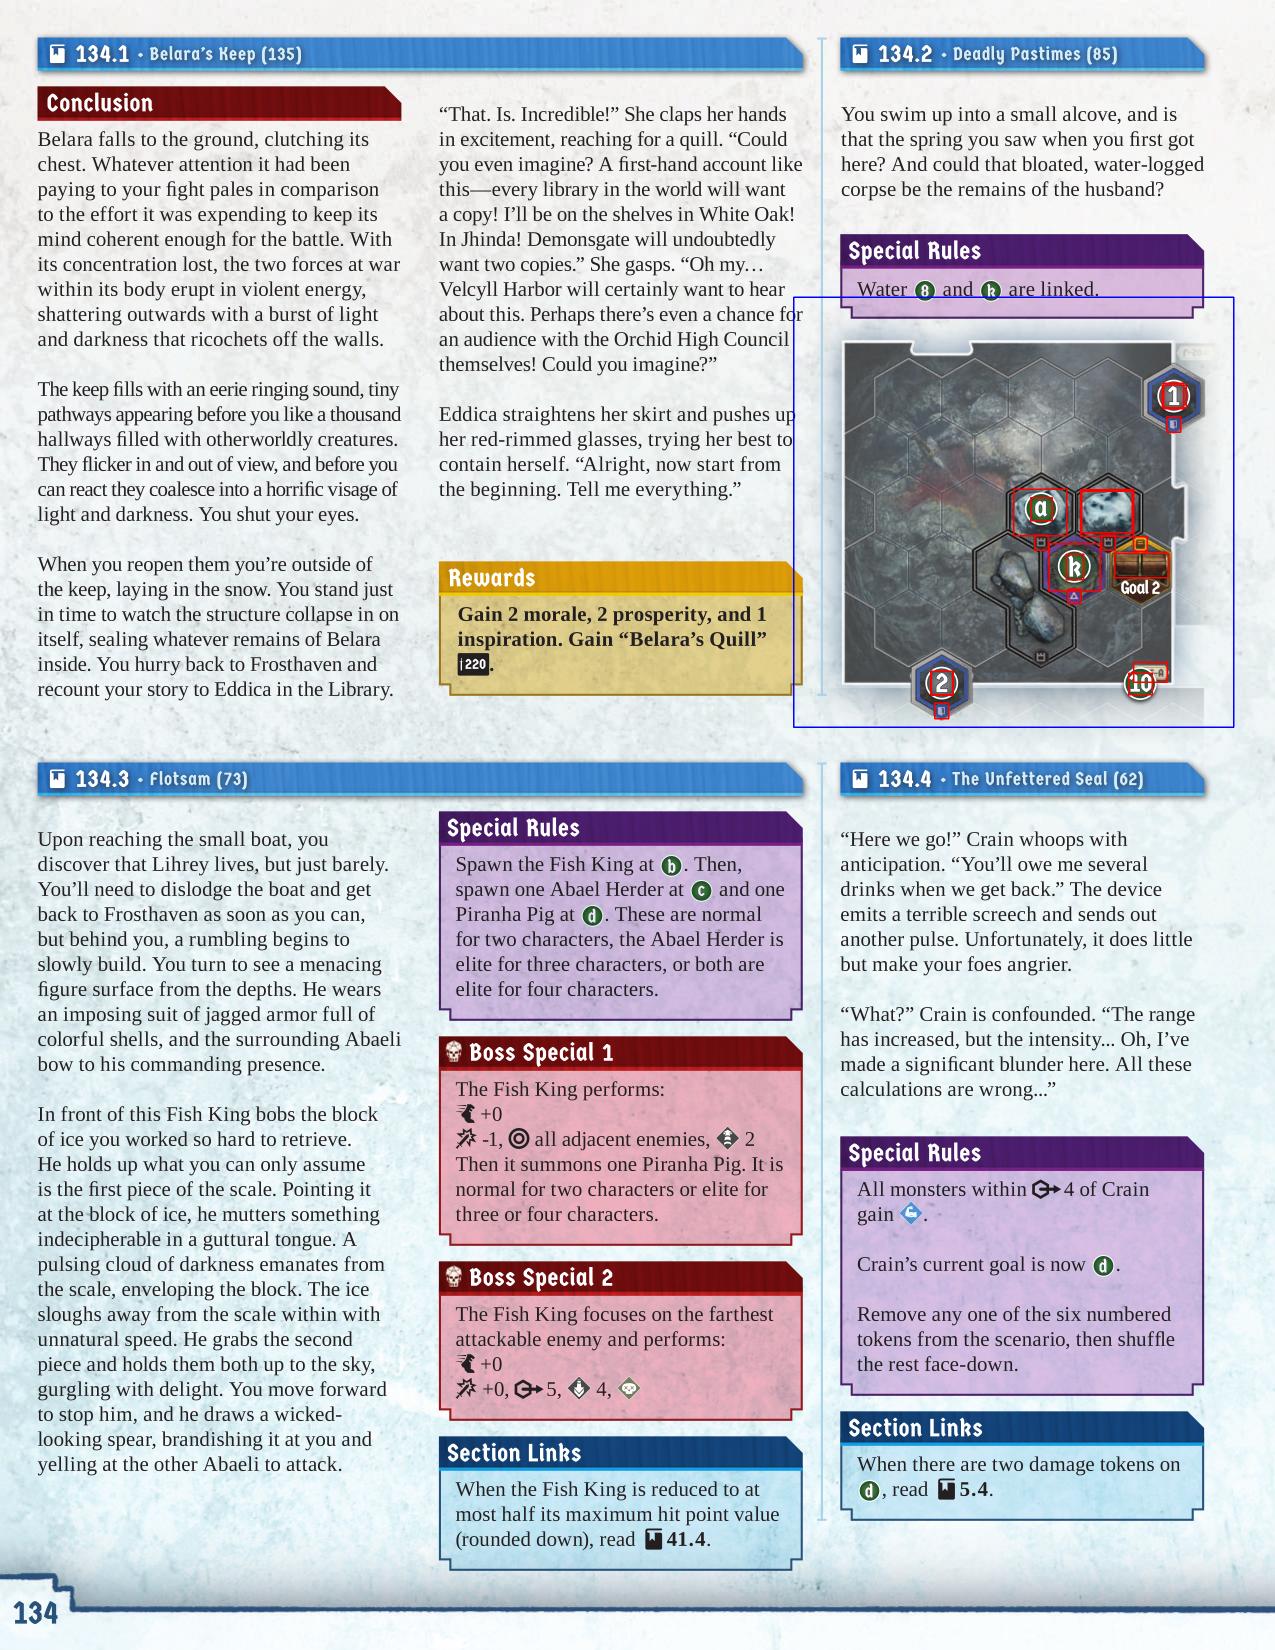 134.1 • Belara's Keep (135)
Conclusion
Belara falls to the ground, clutching its
chest. Whatever attention it had been
paying to your fight pales in comparison
to the effort it was expending to keep its
mind coherent enough for the battle. With
its concentration lost, the two forces at war
within its body erupt in violent energy,
shattering outwards with a burst of light
and darkness that ricochets off the walls.
The keep fills with an eerie ringing sound, tiny
pathways appearing before you like a thousand
hallways filled with otherworldly creatures.
They flicker in and out of view, and before you
can react they coalesce into a horrific visage of
light and darkness. You shut your eyes.
When you reopen them you're outside of
the keep, laying in the snow. You stand just
in time to watch the structure collapse in on
itself, sealing whatever remains of Belara
inside. You hurry back to Frosthaven and
recount your story to Eddica in the Library.
“That. Is. Incredible!” She claps her hands
in excitement, reaching for a quill. “Could
you even imagine? A first-hand account like
this—every library in the world will want
a copy! I'll be on the shelves in White Oak!
In Jhinda! Demonsgate will undoubtedly
want two copies.” She gasps. “Oh my…
Velcyll Harbor will certainly want to hear
about this. Perhaps there's even a chance for
an audience with the Orchid High Council
themselves! Could you imagine?”
Eddica straightens her skirt and pushes up
her red-rimmed glasses, trying her best to
contain herself. “Alright, now start from
the beginning. Tell me everything.”
Rewards
Gain 2 morale, 2 prosperity, and 1
inspiration. Gain “Belara's Quill”
220.
134.2 • Deadly Pastimes (85)
You swim up into a small alcove, and is
that the spring you saw when you first got
here? And could that bloated, water-logged
corpse be the remains of the husband?
Special Rules
Water 8 and k are linked.
1
a
k
Goal 2
2
10
134.3 • Flotsam (73)
Upon reaching the small boat, you
discover that Lihrey lives, but just barely.
You'll need to dislodge the boat and get
back to Frosthaven as soon as you can,
but behind you, a rumbling begins to
slowly build. You turn to see a menacing
figure surface from the depths. He wears
an imposing suit of jagged armor full of
colorful shells, and the surrounding Abaeli
bow to his commanding presence.
In front of this Fish King bobs the block
of ice you worked so hard to retrieve.
He holds up what you can only assume
is the first piece of the scale. Pointing it
at the block of ice, he mutters something
indecipherable in a guttural tongue. A
pulsing cloud of darkness emanates from
the scale, enveloping the block. The ice
sloughs away from the scale within with
unnatural speed. He grabs the second
piece and holds them both up to the sky,
gurgling with delight. You move forward
to stop him, and he draws a wicked-
looking spear, brandishing it at you and
yelling at the other Abaeli to attack.
Special Rules
Spawn the Fish King at b. Then,
spawn one Abael Herder at c and one
Piranha Pig at d. These are normal
for two characters, the Abael Herder is
elite for three characters, or both are
elite for four characters.
Boss Special 1
The Fish King performs:
+0
-1, all adjacent enemies, 2
Then it summons one Piranha Pig. It is
normal for two characters or elite for
three or four characters.
Boss Special 2
The Fish King focuses on the farthest
attackable enemy and performs:
+0
+0, 5, 4,
Section Links
When the Fish King is reduced to at
most half its maximum hit point value
(rounded down), read 41.4.
134.4 • The Unfettered Seal (62)
“Here we go!” Crain whoops with
anticipation. “You'll owe me several
drinks when we get back.” The device
emits a terrible screech and sends out
another pulse. Unfortunately, it does little
but make your foes angrier.
“What?” Crain is confounded. “The range
has increased, but the intensity... Oh, I've
made a significant blunder here. All these
calculations are wrong...”
Special Rules
All monsters within 4 of Crain
gain .
Crain's current goal is now d.
Remove any one of the six numbered
tokens from the scenario, then shuffle
the rest face-down.
Section Links
When there are two damage tokens on
d, read 5.4.
134